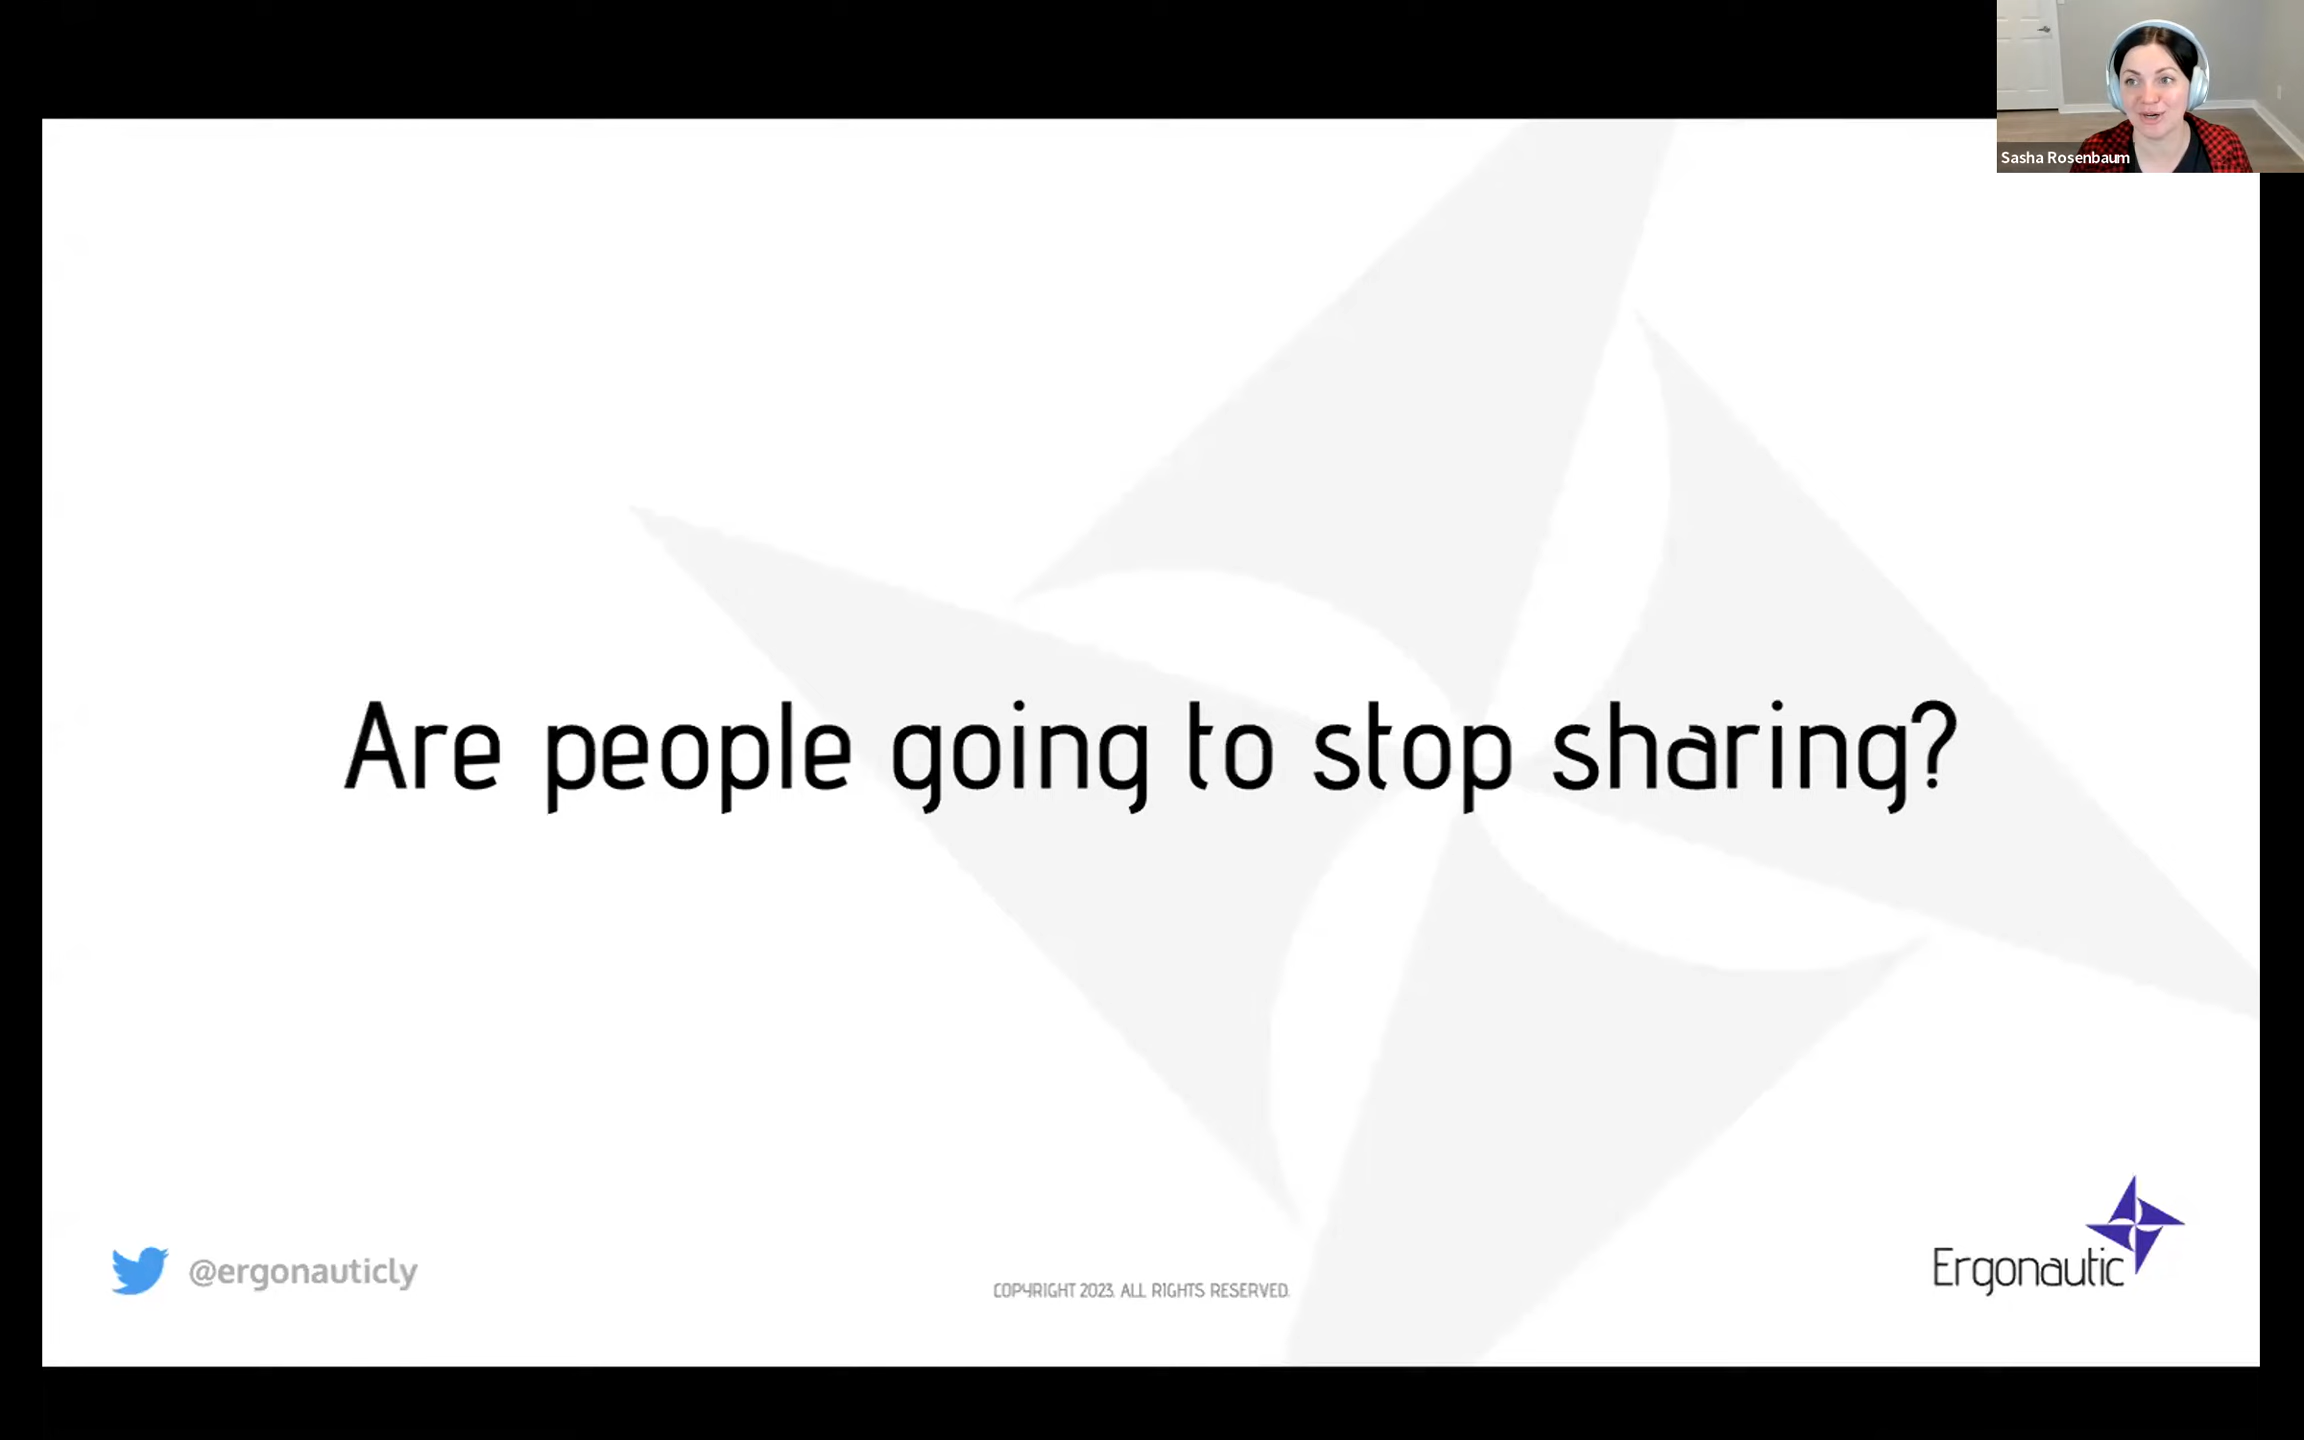 Sasha Rosenbaum
Are people going to stop sharing?
@ergonauticly
COPYRIGHT 2023. ALL RIGHTS RESERVED.
Ergonautic